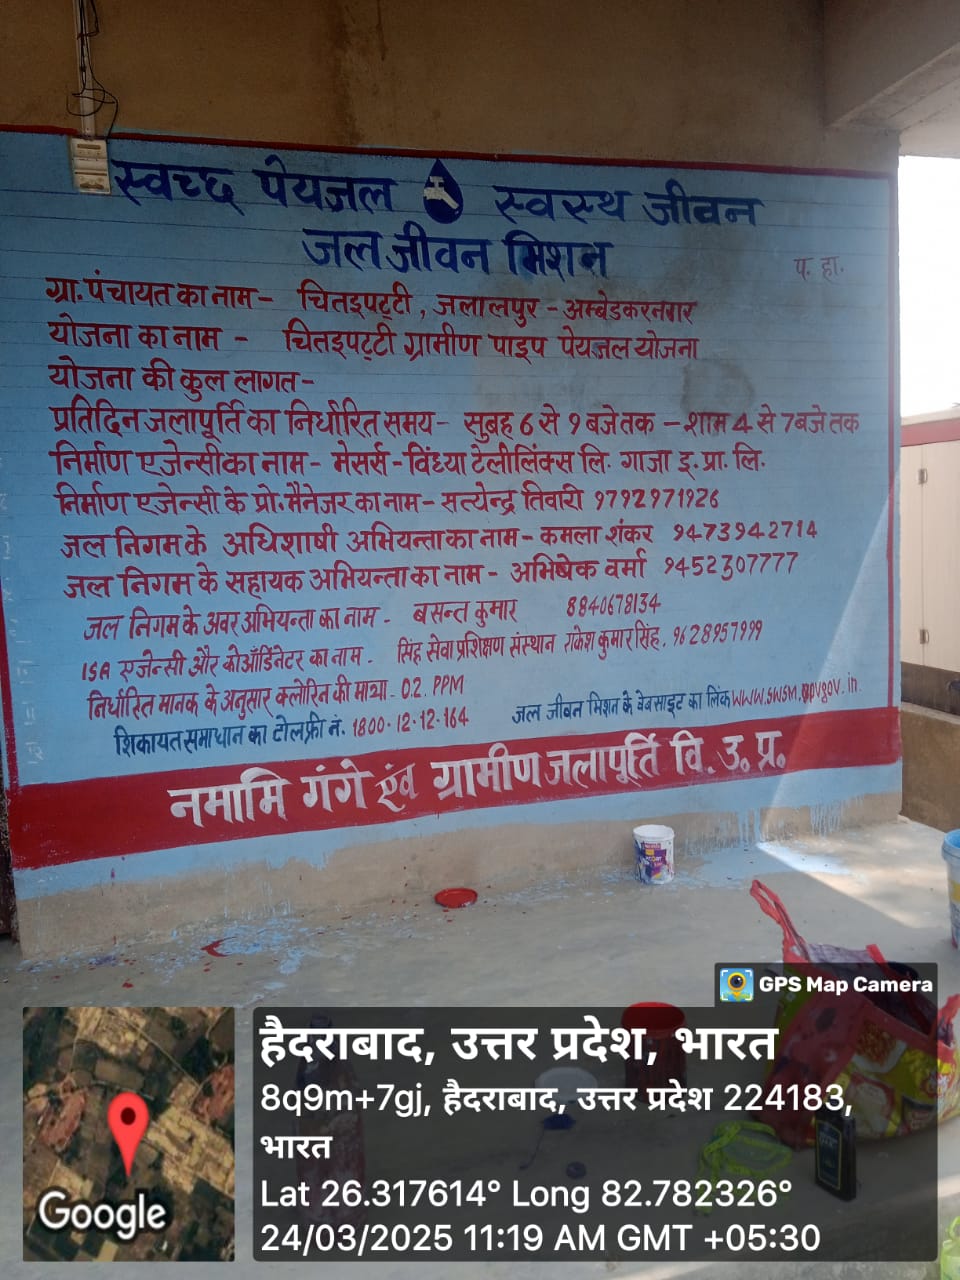 स्वच्छ पेयजल स्वस्थ जीवन
जल जीवन मिशन
प. हा.
ग्रा. पंचायत का नाम - चितइपट्टी, जलालपुर - अम्बेडकरनगर
योजना का नाम - चितइपट्टी ग्रामीण पाइप पेयजल योजना
योजना की कुल लागत -
प्रतिदिन जलापूर्ति का निर्धारित समय - सुबह 6 से 9 बजे तक - शाम 4 से 7 बजे तक
निर्माण एजेन्सी का नाम - मेसर्स - विंध्या टेलीलिंक्स लि. गाजा इ. प्रा. लि.
निर्माण एजेन्सी के प्रो. मैनेजर का नाम - सत्येन्द्र तिवारी 9792971926
जल निगम के अधिशाषी अभियन्ता का नाम - कमला शंकर 9473942714
जल निगम के सहायक अभियन्ता का नाम - अभिषेक वर्मा 9452307777
जल निगम के अवर अभियन्ता का नाम - बसन्त कुमार 8840678134
ISA एजेन्सी और कोऑर्डिनेटर का नाम - सिंह सेवा प्रशिक्षण संस्थान राकेश कुमार सिंह. 9628957999
निर्धारित मानक के अनुसार क्लोरिन की मात्रा - 02. PPM
शिकायत समाधान का टोलफ्री नं. 1800-12-12-164
जल जीवन मिशन के वेबसाइट का लिंक www.swsm.
नमामि गंगे एंव ग्रामीण जलापूर्ति वि. उ. प्र.
GPS Map Camera
हैदराबाद, उत्तर प्रदेश, भारत
8q9m+7gj, हैदराबाद, उत्तर प्रदेश 224183,
भारत
Lat 26.317614° Long 82.782326°
24/03/2025 11:19 AM GMT +05:30
Google